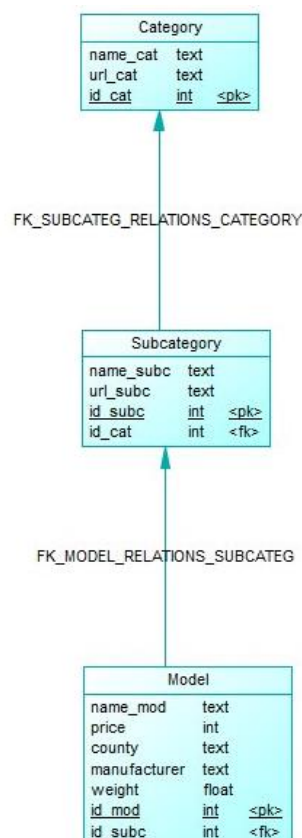 Category
name_cat text
url_cat text
id_cat int <pk>
FK_SUBCATEG_RELATIONS_CATEGORY
Subcategory
name_subc text
url_subc text
id_subc int <pk>
id_cat int <fk>
FK_MODEL_RELATIONS_SUBCATEG
Model
name_mod text
price int
county text
manufacturer text
weight float
id_mod int <pk>
id_subc int <fk>